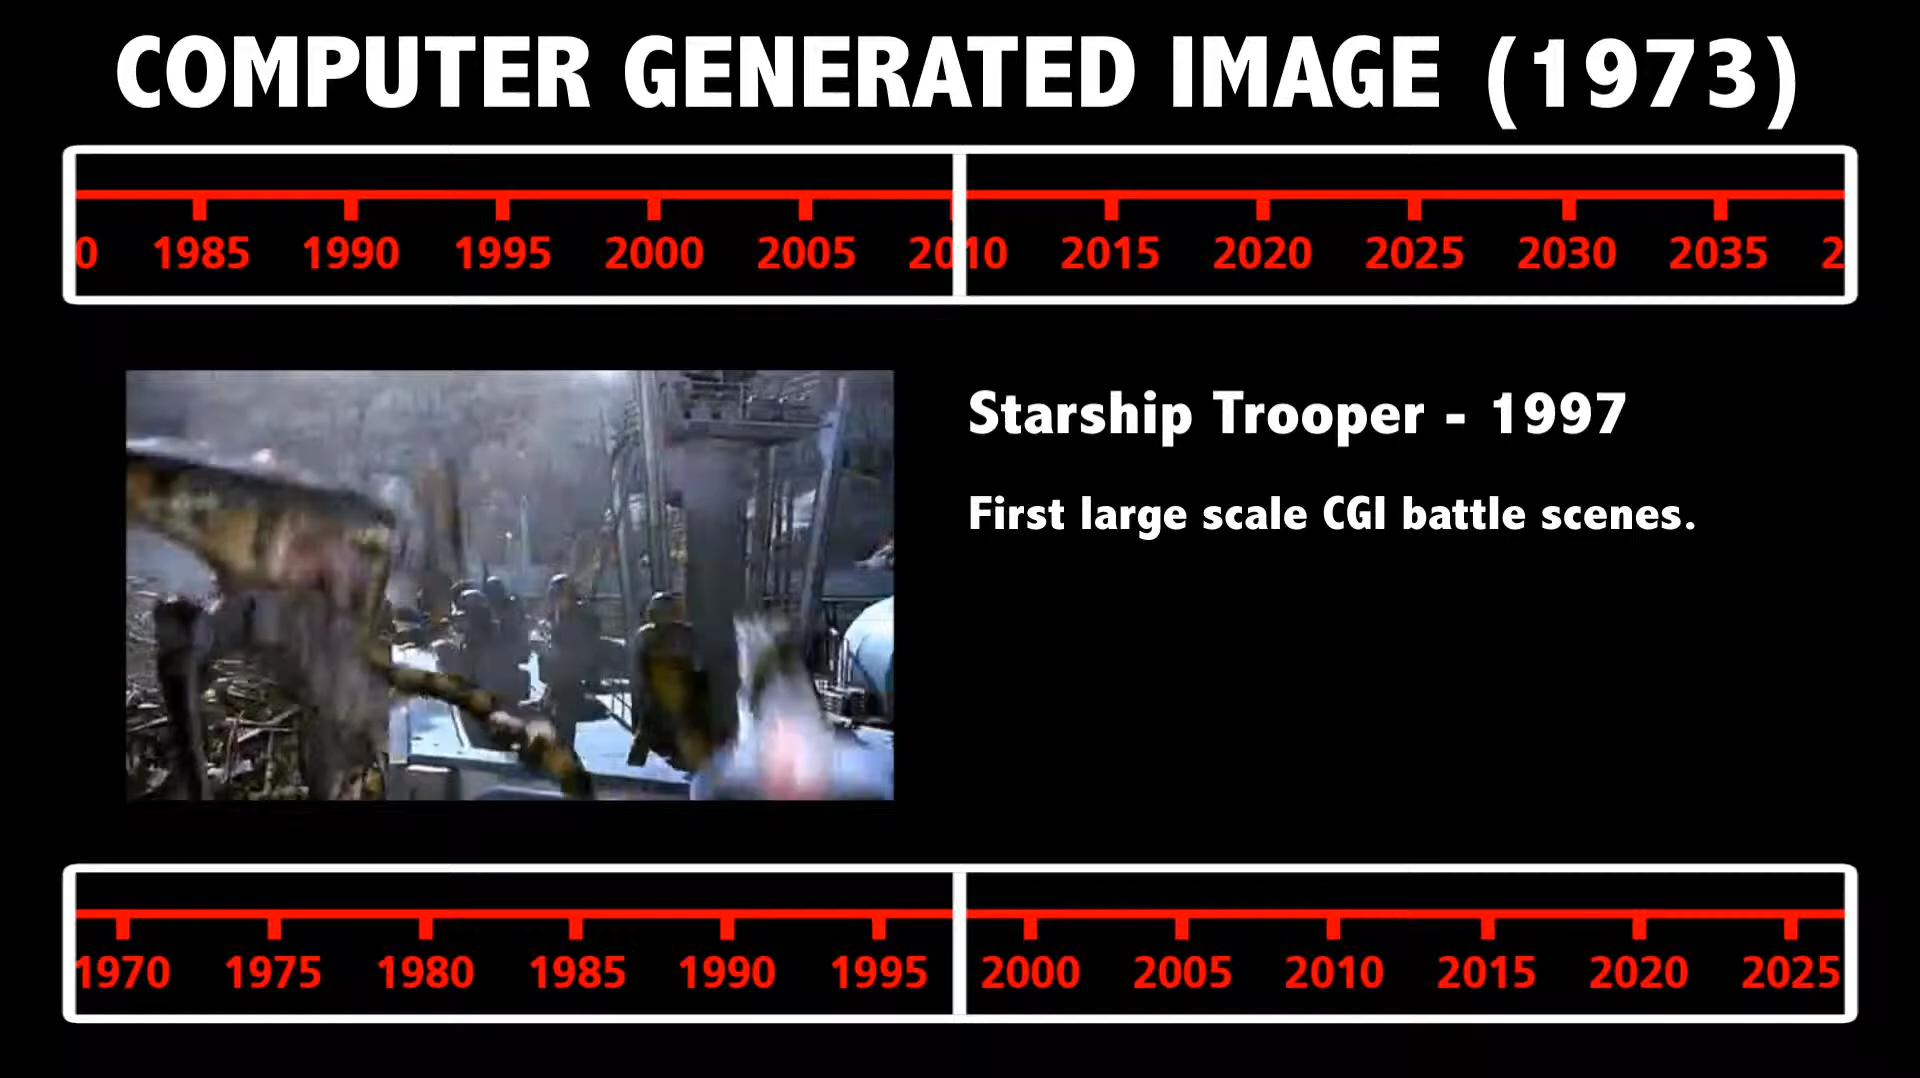 COMPUTER GENERATED IMAGE (1973)
0 1985 1990 1995 2000 2005 2010 2015 2020 2025 2030 2035 2
Starship Trooper - 1997
First large scale CGI battle scenes.
1970 1975 1980 1985 1990 1995 2000 2005 2010 2015 2020 2025